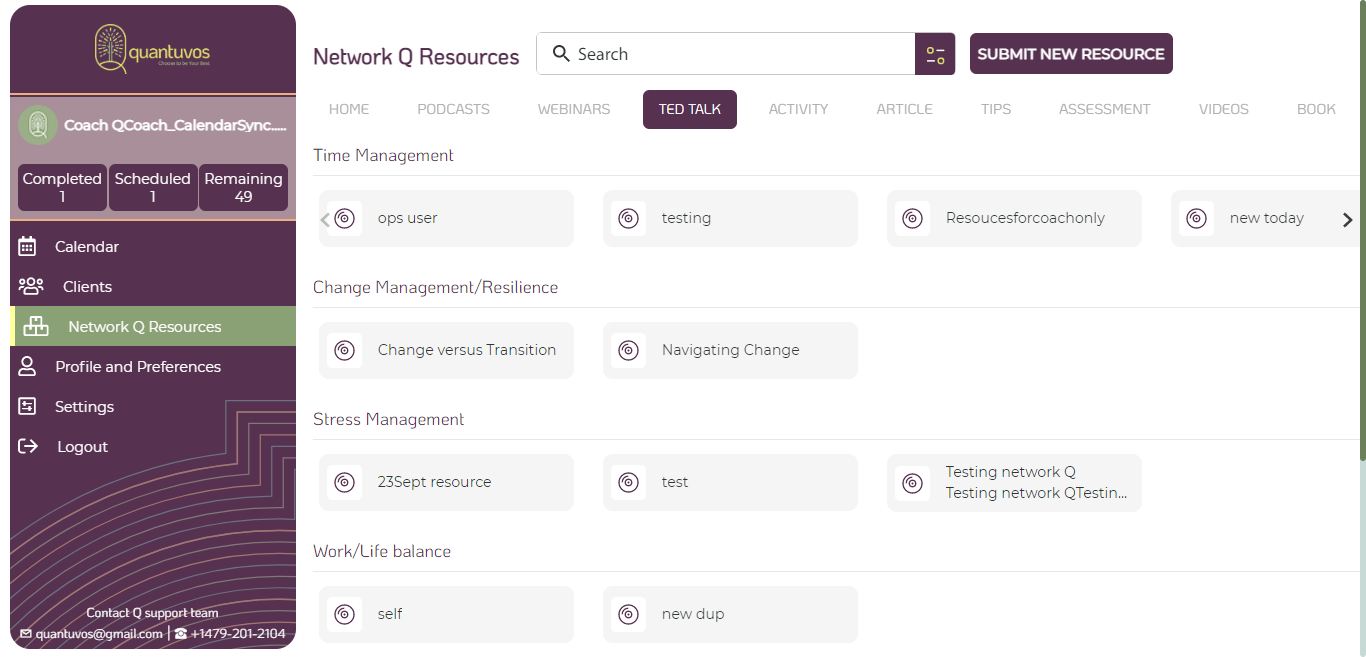 quantuvos
Choose to be Your Best
Coach QCoach_CalendarSync.....
Completed
1
Scheduled
1
Remaining
49
Calendar
Clients
Network Q Resources
Profile and Preferences
Settings
Logout
Contact Q support team
quantuvos@gmail.com | +1479-201-2104
Network Q Resources
Search
SUBMIT NEW RESOURCE
HOME
PODCASTS
WEBINARS
TED TALK
ACTIVITY
ARTICLE
TIPS
ASSESSMENT
VIDEOS
BOOK
Time Management
ops user
testing
Resoucesforcoachonly
new today
Change Management/Resilience
Change versus Transition
Navigating Change
Stress Management
23Sept resource
test
Testing network Q
Testing network QTestin...
Work/Life balance
self
new dup